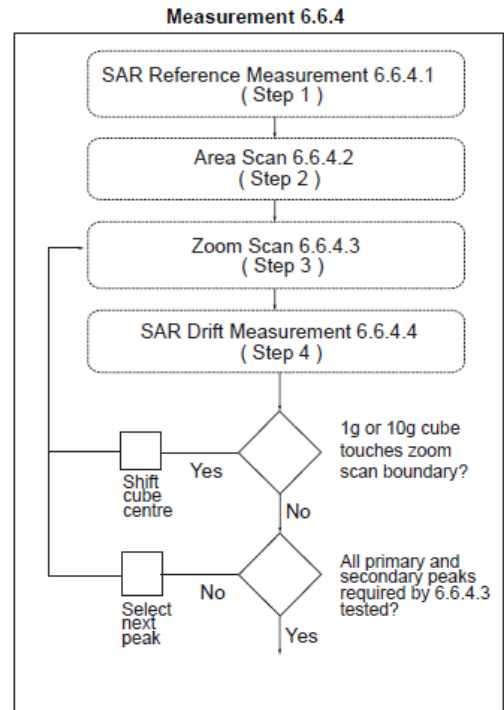 Measurement 6.6.4
SAR Reference Measurement 6.6.4.1
( Step 1 )
Area Scan 6.6.4.2
( Step 2 )
Zoom Scan 6.6.4.3
( Step 3 )
SAR Drift Measurement 6.6.4.4
( Step 4 )
1g or 10g cube
touches zoom
scan boundary?
Yes
Shift
cube
centre
No
All primary and
secondary peaks
required by 6.6.4.3
tested?
No
Select
next
peak
Yes